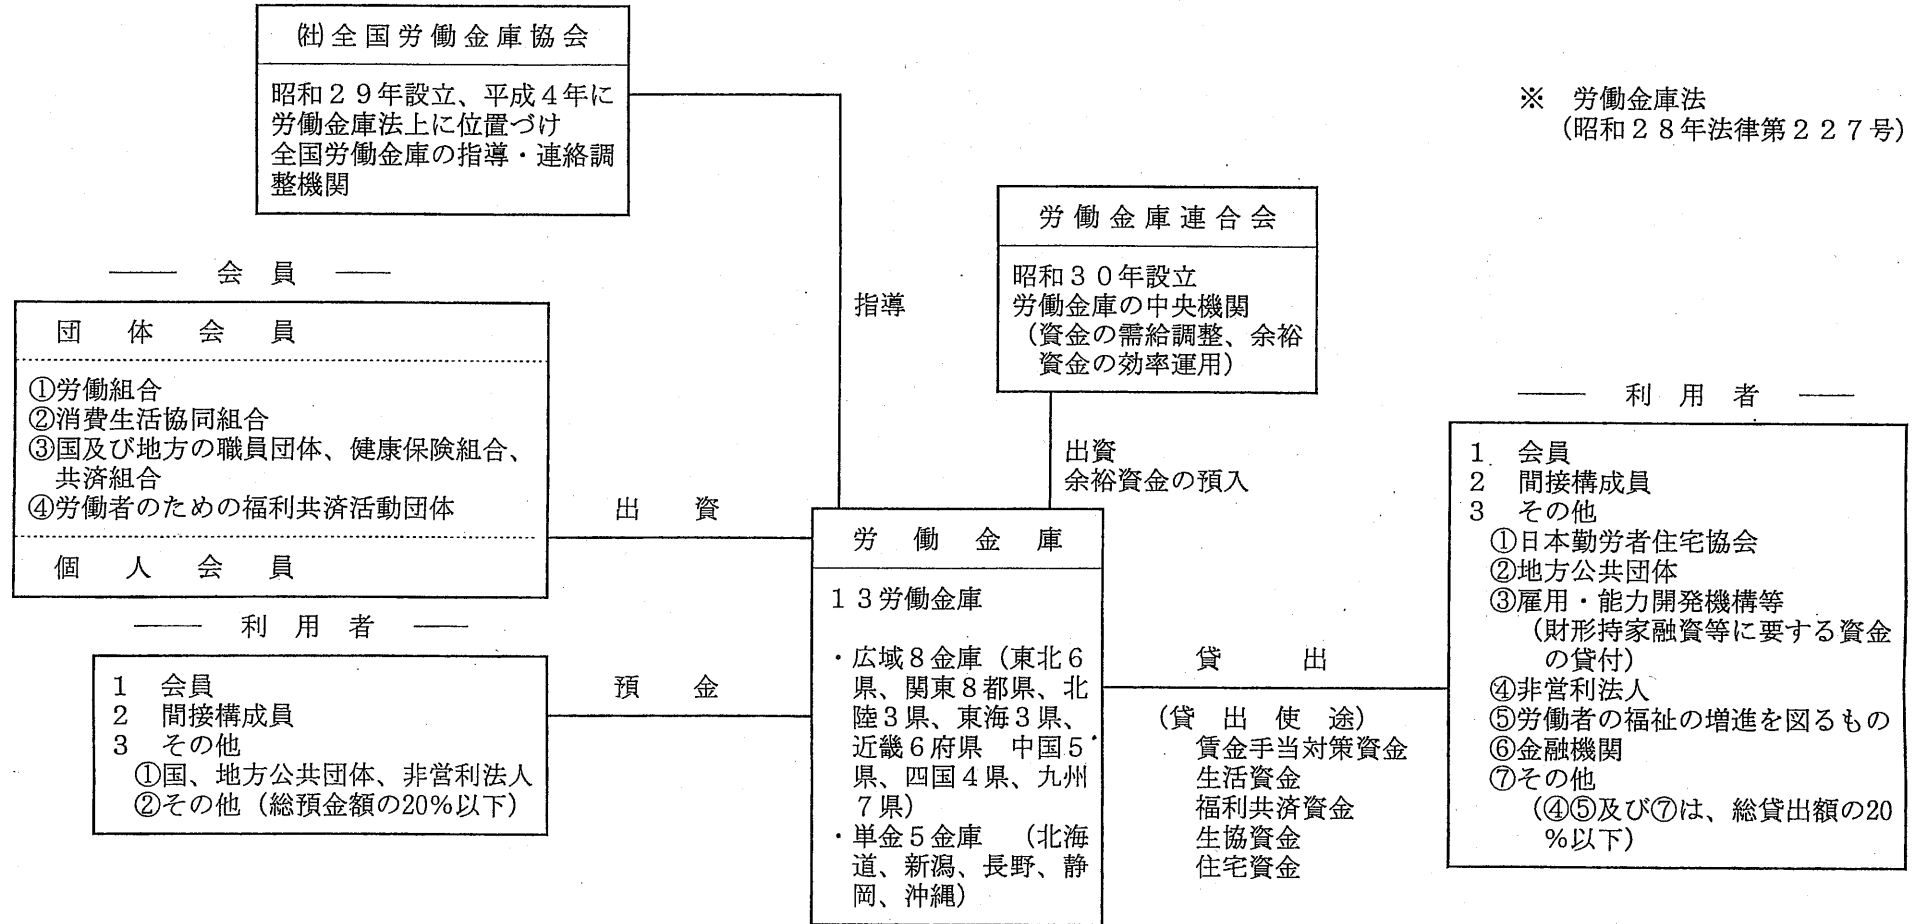 ㈳全国労働金庫協会
昭和29年設立、平成4年に
労働金庫法上に位置づけ
全国労働金庫の指導・連絡調
整機関
※　労働金庫法
（昭和28年法律第227号）
労働金庫連合会
昭和30年設立
労働金庫の中央機関
（資金の需給調整、余裕
資金の効率運用）
指導
出資
余裕資金の預入
会員
団体会員
①労働組合
②消費生活協同組合
③国及び地方の職員団体、健康保険組合、
共済組合
④労働者のための福利共済活動団体
個人会員
出資
利用者
1　会員
2　間接構成員
3　その他
①国、地方公共団体、非営利法人
②その他（総預金額の20％以下）
預金
労働金庫
13労働金庫
・広域8金庫（東北6
県、関東8都県、北
陸3県、東海3県、
近畿6府県　中国5
県、四国4県、九州
7県）
・単金5金庫　（北海
道、新潟、長野、静
岡、沖縄）
貸出
（貸出使途）
賃金手当対策資金
生活資金
福利共済資金
生協資金
住宅資金
利用者
1　会員
2　間接構成員
3　その他
①日本勤労者住宅協会
②地方公共団体
③雇用・能力開発機構等
（財形持家融資等に要する資金
の貸付）
④非営利法人
⑤労働者の福祉の増進を図るもの
⑥金融機関
⑦その他
（④⑤及び⑦は、総貸出額の20
％以下）